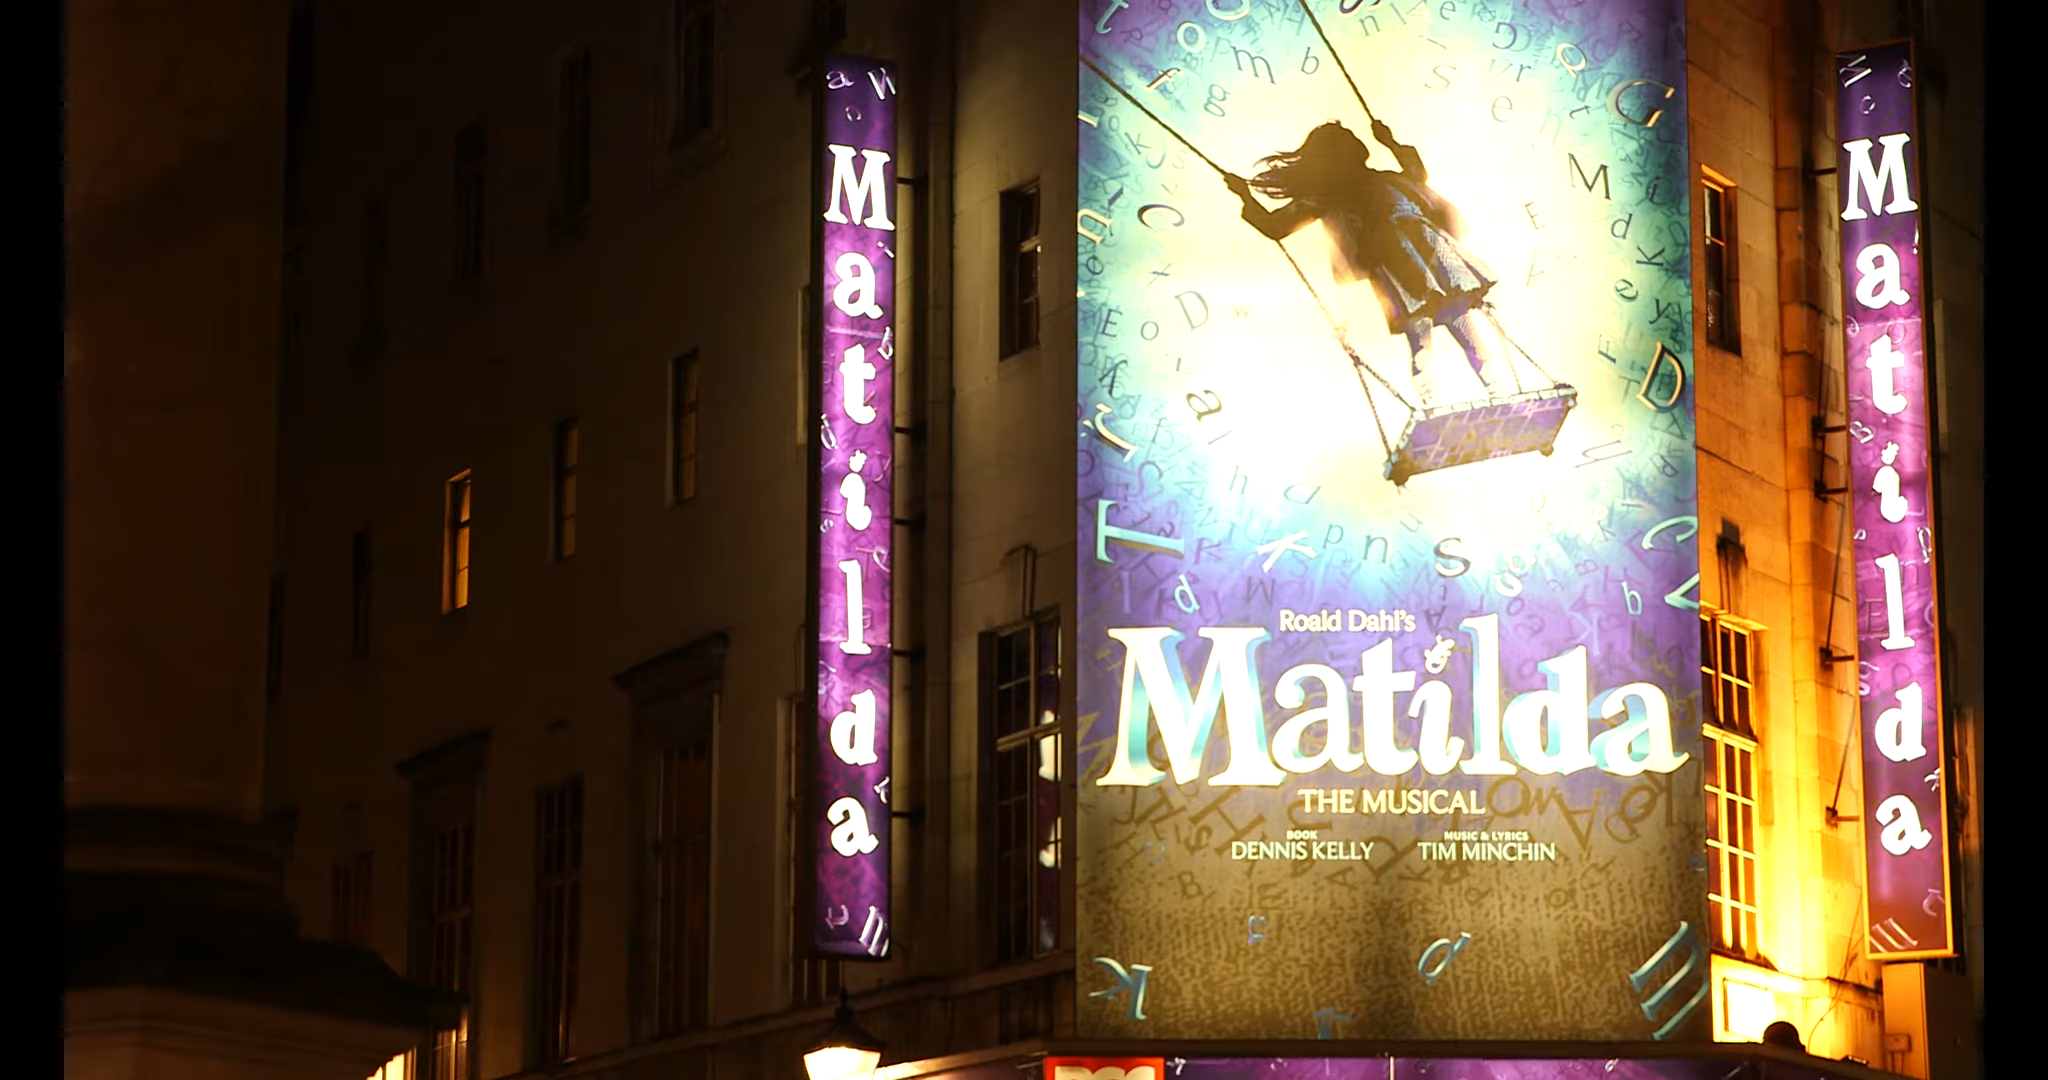 Matilda
Roald Dahl's
Matilda
THE MUSICAL
BOOK
DENNIS KELLY
MUSIC & LYRICS
TIM MINCHIN
Matilda